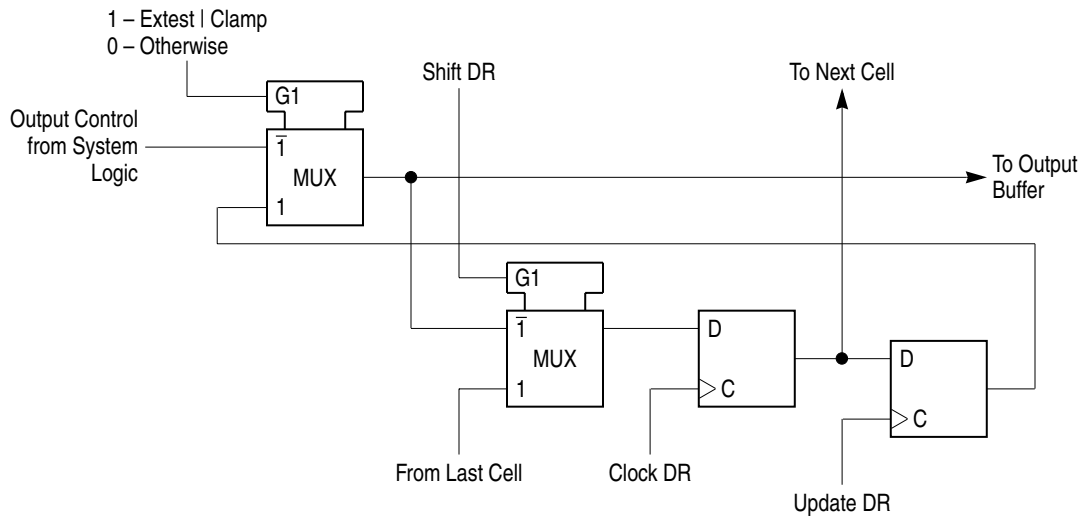 1 – Extest | Clamp
0 – Otherwise
Shift DR
To Next Cell
G1
Output Control
from System
Logic
1̅
MUX
1
To Output
Buffer
G1
1̅
MUX
1
D
C
D
C
From Last Cell
Clock DR
Update DR